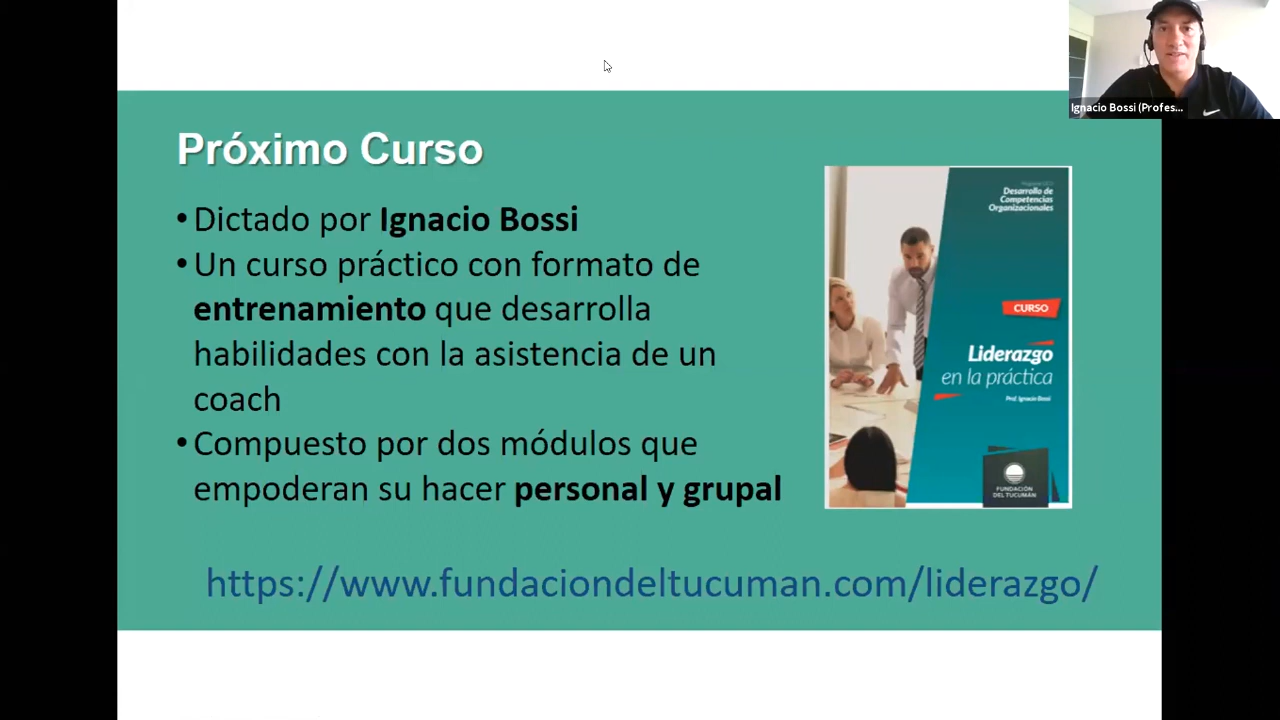 Ignacio Bossi (Profes...
Próximo Curso
• Dictado por Ignacio Bossi
• Un curso práctico con formato de
entrenamiento que desarrolla
habilidades con la asistencia de un
coach
• Compuesto por dos módulos que
empoderan su hacer personal y grupal
Desarrollo de
Competencias
Organizacionales
CURSO
Liderazgo
en la práctica
Prof. Ignacio Bossi
FUNDACIÓN
DEL TUCUMÁN
https://www.fundaciondeltucuman.com/liderazgo/